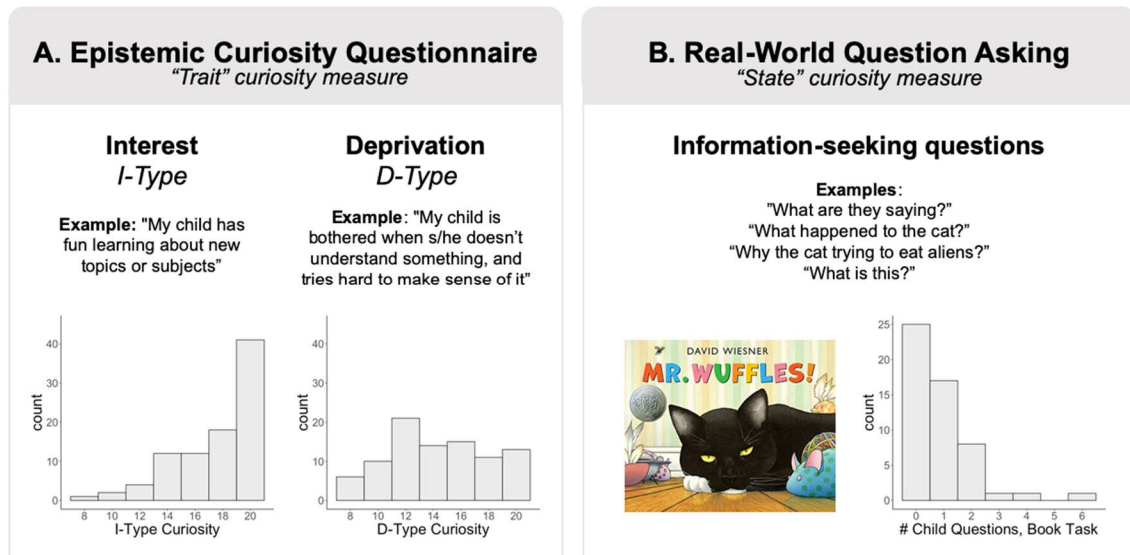 A. Epistemic Curiosity Questionnaire
“Trait” curiosity measure
Interest
I-Type
Example: "My child has
fun learning about new
topics or subjects”
Deprivation
D-Type
Example: "My child is
bothered when s/he doesn’t
understand something, and
tries hard to make sense of it”
count
40
30
20
10
0
8 10 12 14 16 18 20
I-Type Curiosity
count
40
30
20
10
0
8 10 12 14 16 18 20
D-Type Curiosity
B. Real-World Question Asking
“State” curiosity measure
Information-seeking questions
Examples:
”What are they saying?”
“What happened to the cat?”
“Why the cat trying to eat aliens?”
“What is this?”
DAVID WIESNER
MR. WUFFLES!
count
25
20
15
10
5
0
0 1 2 3 4 5 6
# Child Questions, Book Task